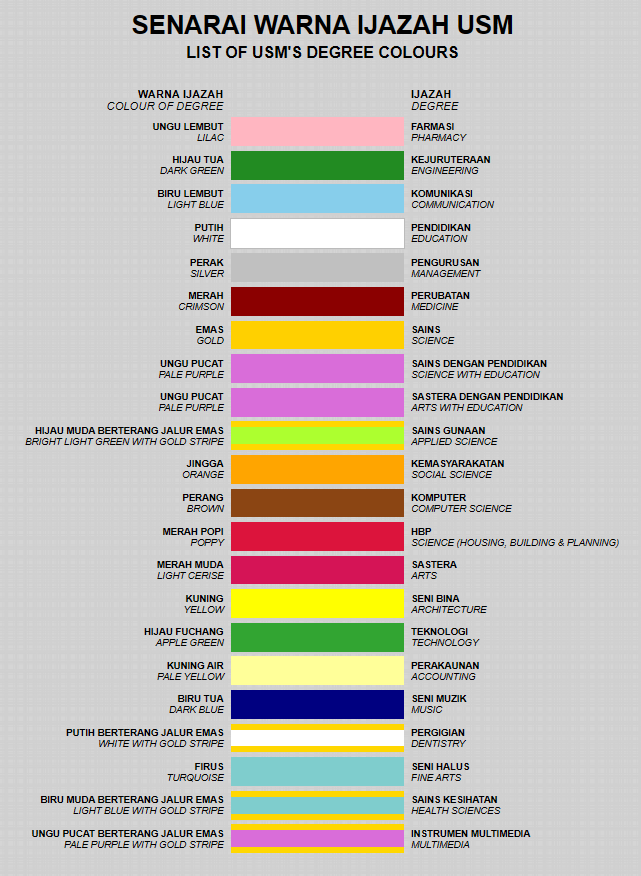 SENARAI WARNA IJAZAH USM
LIST OF USM'S DEGREE COLOURS
WARNA IJAZAH
COLOUR OF DEGREE
IJAZAH
DEGREE
UNGU LEMBUT
LILAC
FARMASI
PHARMACY
HIJAU TUA
DARK GREEN
KEJURUTERAAN
ENGINEERING
BIRU LEMBUT
LIGHT BLUE
KOMUNIKASI
COMMUNICATION
PUTIH
WHITE
PENDIDIKAN
EDUCATION
PERAK
SILVER
PENGURUSAN
MANAGEMENT
MERAH
CRIMSON
PERUBATAN
MEDICINE
EMAS
GOLD
SAINS
SCIENCE
UNGU PUCAT
PALE PURPLE
SAINS DENGAN PENDIDIKAN
SCIENCE WITH EDUCATION
UNGU PUCAT
PALE PURPLE
SASTERA DENGAN PENDIDIKAN
ARTS WITH EDUCATION
HIJAU MUDA BERTERANG JALUR EMAS
BRIGHT LIGHT GREEN WITH GOLD STRIPE
SAINS GUNAAN
APPLIED SCIENCE
JINGGA
ORANGE
KEMASYARAKATAN
SOCIAL SCIENCE
PERANG
BROWN
KOMPUTER
COMPUTER SCIENCE
MERAH POPI
POPPY
HBP
SCIENCE (HOUSING, BUILDING & PLANNING)
MERAH MUDA
LIGHT CERISE
SASTERA
ARTS
KUNING
YELLOW
SENI BINA
ARCHITECTURE
HIJAU FUCHANG
APPLE GREEN
TEKNOLOGI
TECHNOLOGY
KUNING AIR
PALE YELLOW
PERAKAUNAN
ACCOUNTING
BIRU TUA
DARK BLUE
SENI MUZIK
MUSIC
PUTIH BERTERANG JALUR EMAS
WHITE WITH GOLD STRIPE
PERGIGIAN
DENTISTRY
FIRUS
TURQUOISE
SENI HALUS
FINE ARTS
BIRU MUDA BERTERANG JALUR EMAS
LIGHT BLUE WITH GOLD STRIPE
SAINS KESIHATAN
HEALTH SCIENCES
UNGU PUCAT BERTERANG JALUR EMAS
PALE PURPLE WITH GOLD STRIPE
INSTRUMEN MULTIMEDIA
MULTIMEDIA